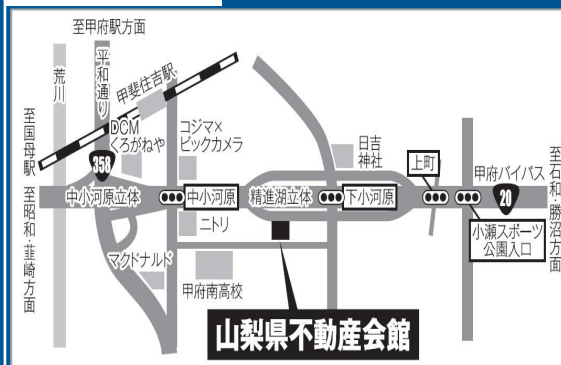 至甲府駅方面
荒川
平和通り
甲斐住吉駅
至国母駅
358
DCM
くろがねや
コジマ×
ビックカメラ
日吉
神社
上町
甲府バイパス
20
至石和・勝沼方面
至昭和・韮崎方面
中小河原立体
中小河原
精進湖立体
下小河原
小瀬スポーツ
公園入口
ニトリ
マクドナルド
甲府南高校
山梨県不動産会館